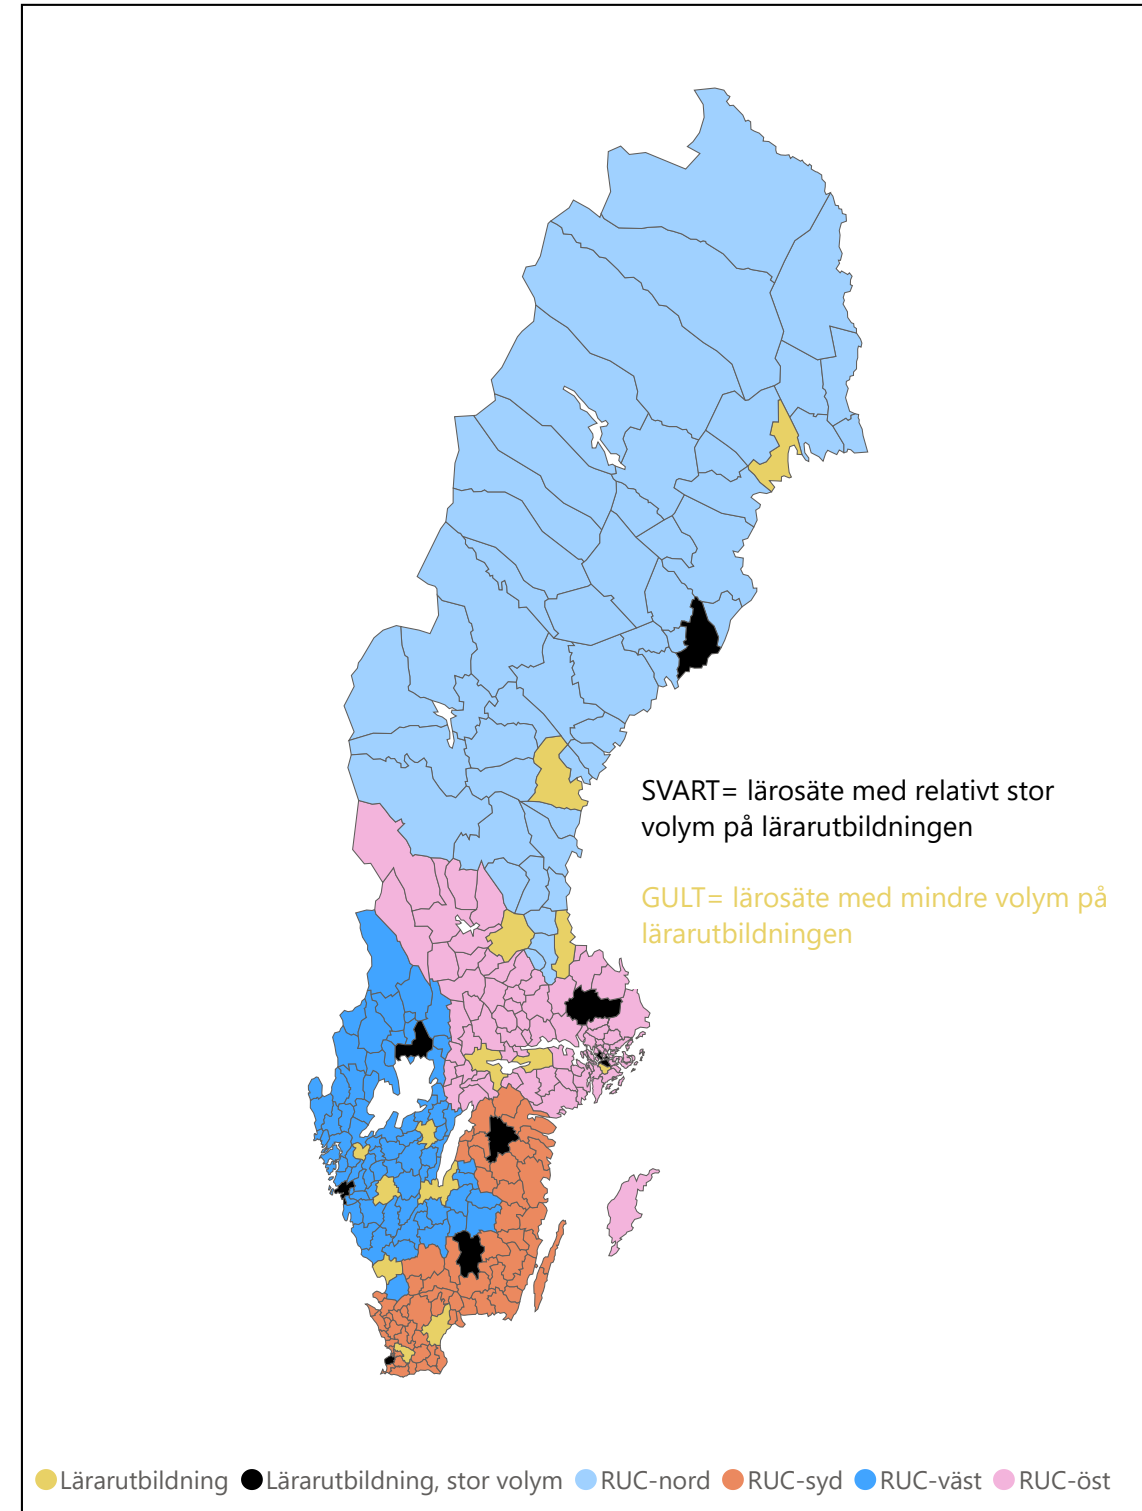 SVART= lärosäte med relativt stor
volym på lärarutbildningen
GULT= lärosäte med mindre volym på
lärarutbildningen
Lärarutbildning Lärarutbildning, stor volym RUC-nord RUC-syd RUC-väst RUC-öst